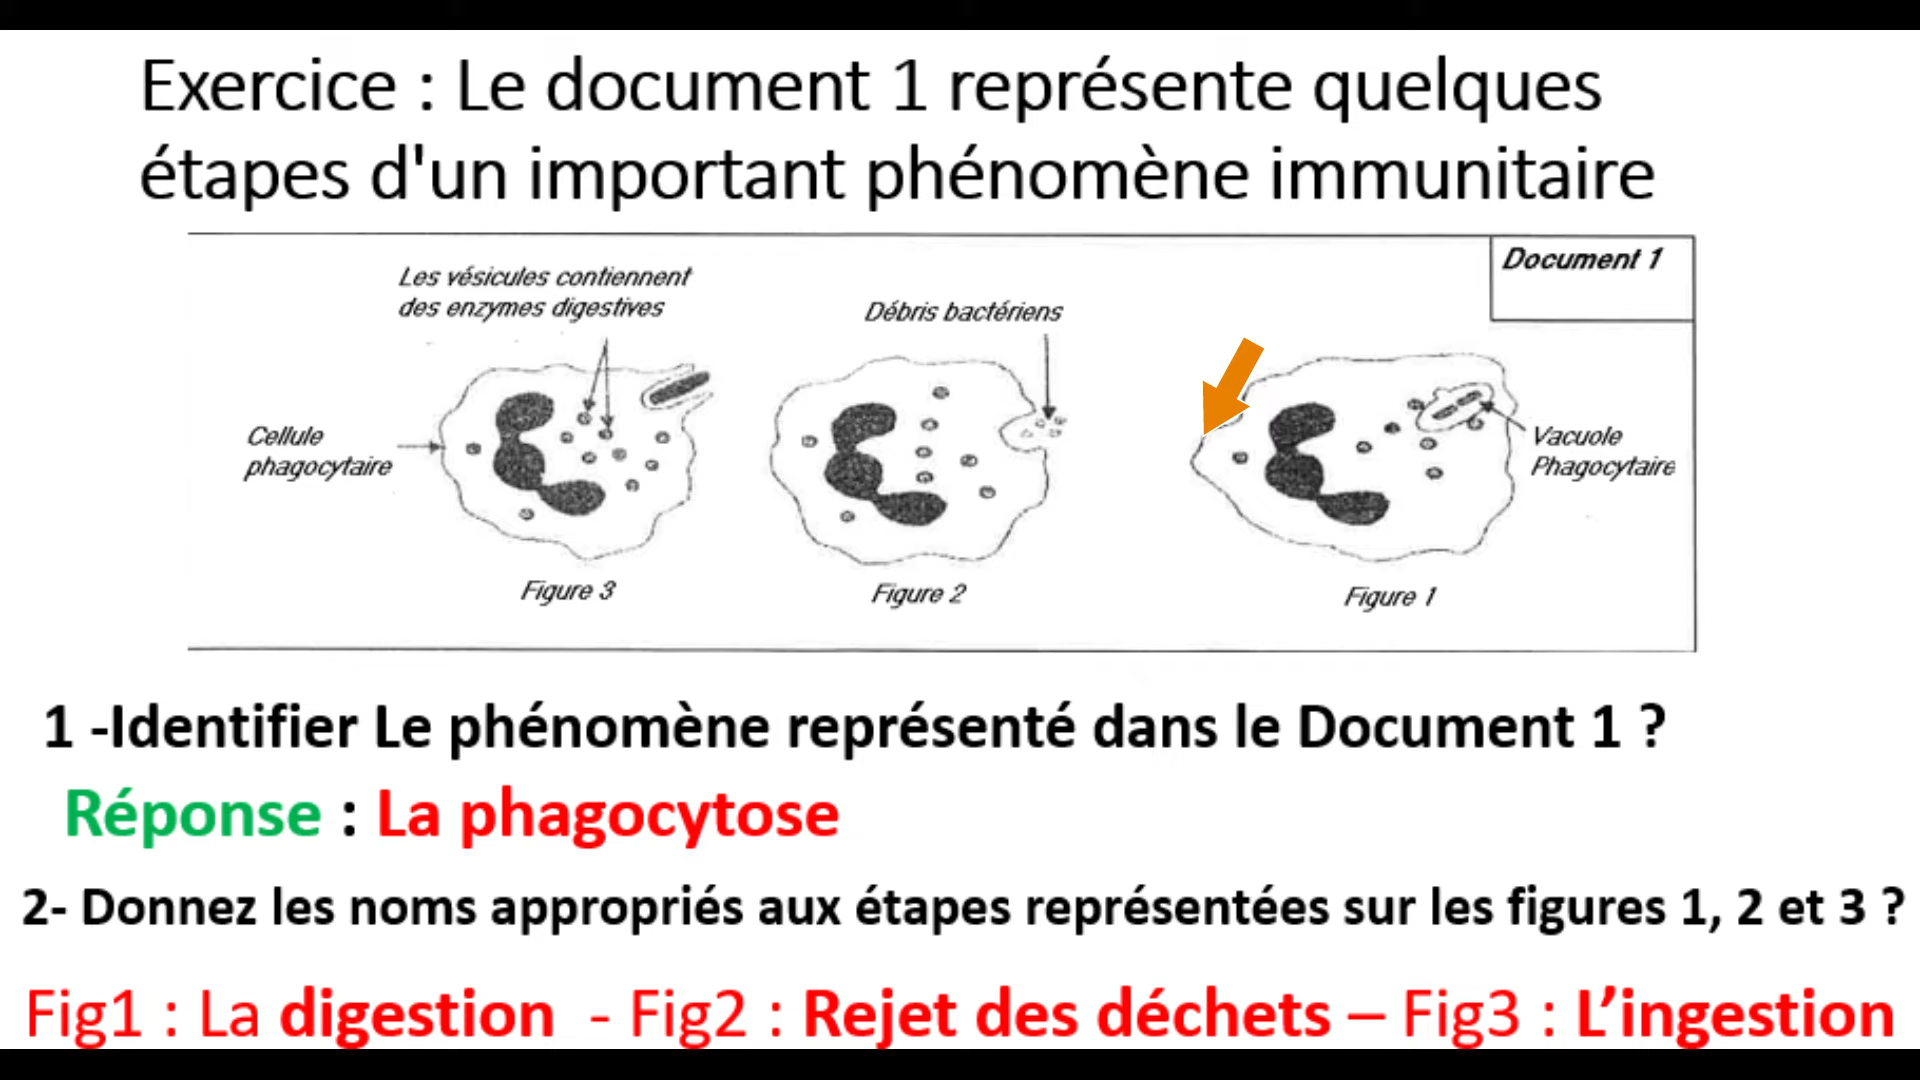 Exercice : Le document 1 représente quelques
étapes d'un important phénomène immunitaire
Document 1
Les vésicules contiennent
des enzymes digestives
Débris bactériens
Cellule
phagocytaire
Vacuole
Phagocytaire
Figure 3
Figure 2
Figure 1
1 -Identifier Le phénomène représenté dans le Document 1 ?
Réponse : La phagocytose
2- Donnez les noms appropriés aux étapes représentées sur les figures 1, 2 et 3 ?
Fig1 : La digestion - Fig2 : Rejet des déchets – Fig3 : L’ingestion